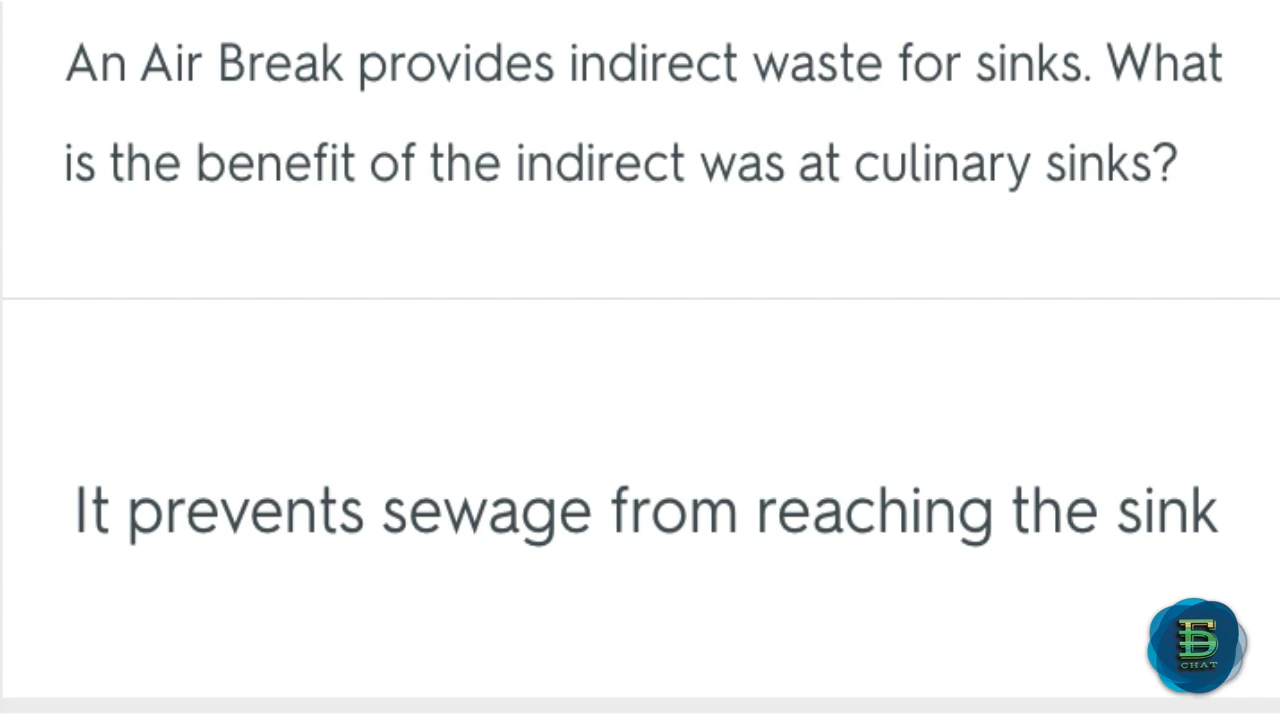 An Air Break provides indirect waste for sinks. What
is the benefit of the indirect was at culinary sinks?
It prevents sewage from reaching the sink
CHAT